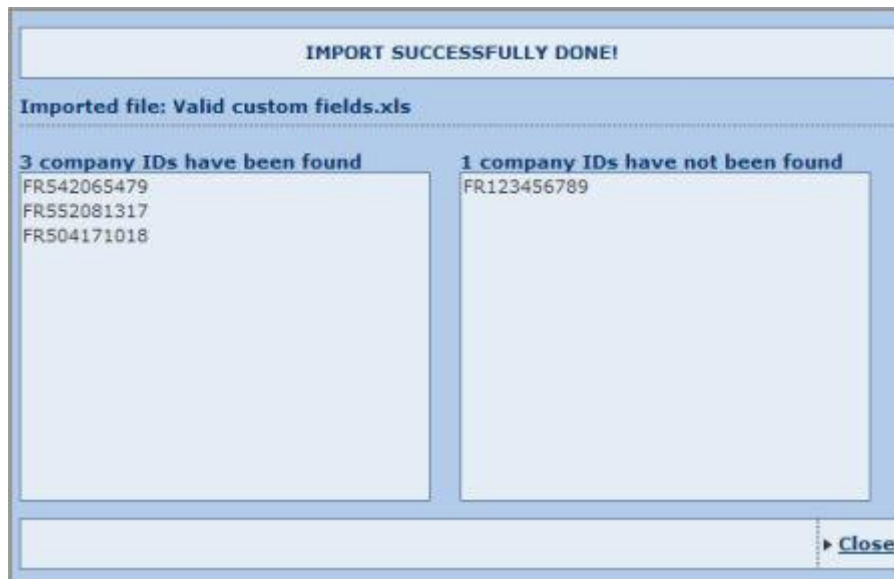 IMPORT SUCCESSFULLY DONE!
Imported file: Valid custom fields.xls
3 company IDs have been found
FR542065479
FR552081317
FR504171018
1 company IDs have not been found
FR123456789
Close